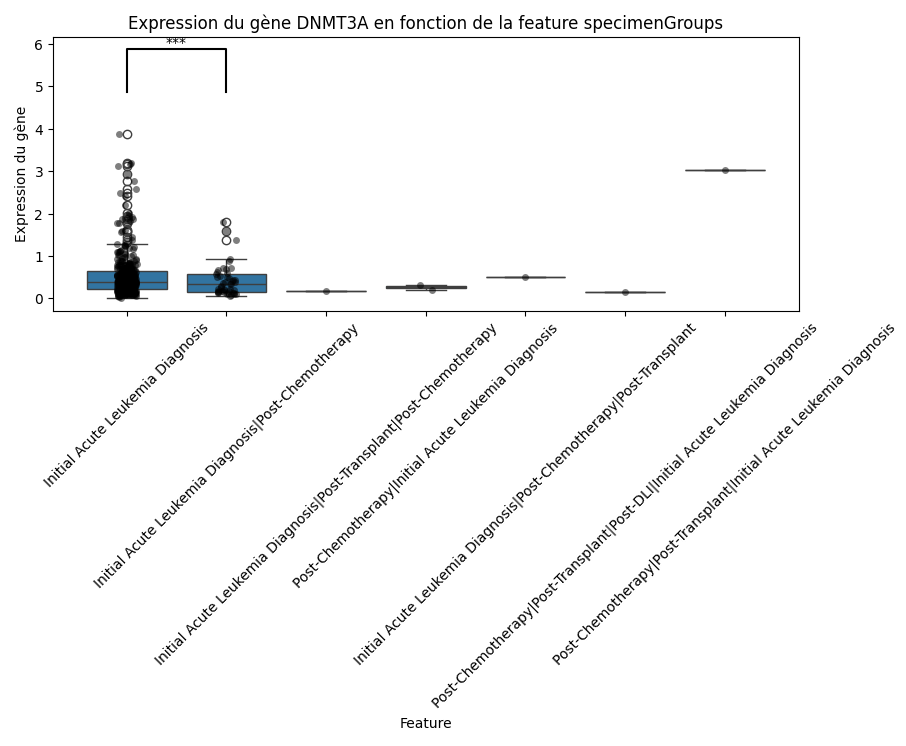 Expression du gène DNMT3A en fonction de la feature specimenGroups
***
Expression du gène
6
5
4
3
2
1
0
Initial Acute Leukemia Diagnosis
Initial Acute Leukemia Diagnosis|Post-Chemotherapy
Initial Acute Leukemia Diagnosis|Post-Transplant|Post-Chemotherapy
Post-Chemotherapy|Initial Acute Leukemia Diagnosis
Initial Acute Leukemia Diagnosis|Post-Chemotherapy|Post-Transplant
Post-Chemotherapy|Post-Transplant|Post-DLI|Initial Acute Leukemia Diagnosis
Post-Chemotherapy|Post-Transplant|Initial Acute Leukemia Diagnosis
Feature